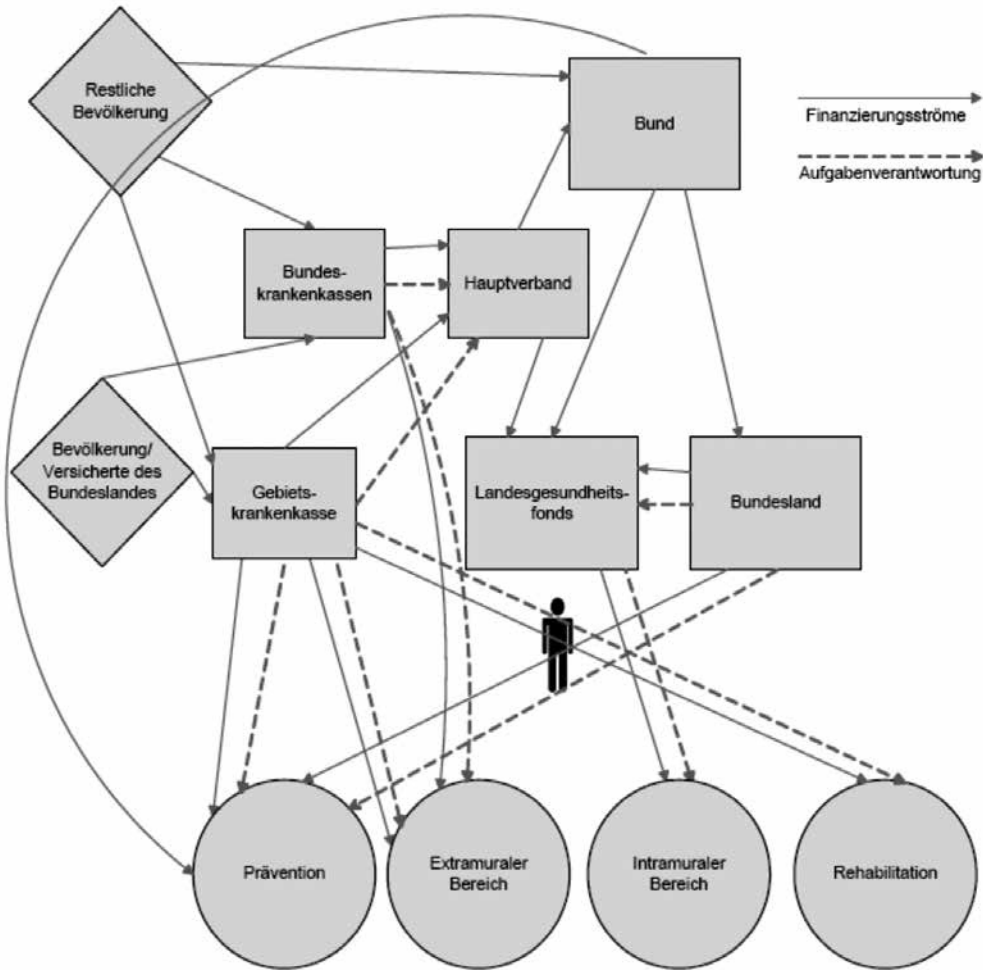 Restliche
Bevölkerung
Bund
Finanzierungsströme
Aufgabenverantwortung
Bundes-
krankenkassen
Hauptverband
Bevölkerung/
Versicherte des
Bundeslandes
Gebiets-
krankenkasse
Landesgesundheits-
fonds
Bundesland
Prävention
Extramuraler
Bereich
Intramuraler
Bereich
Rehabilitation